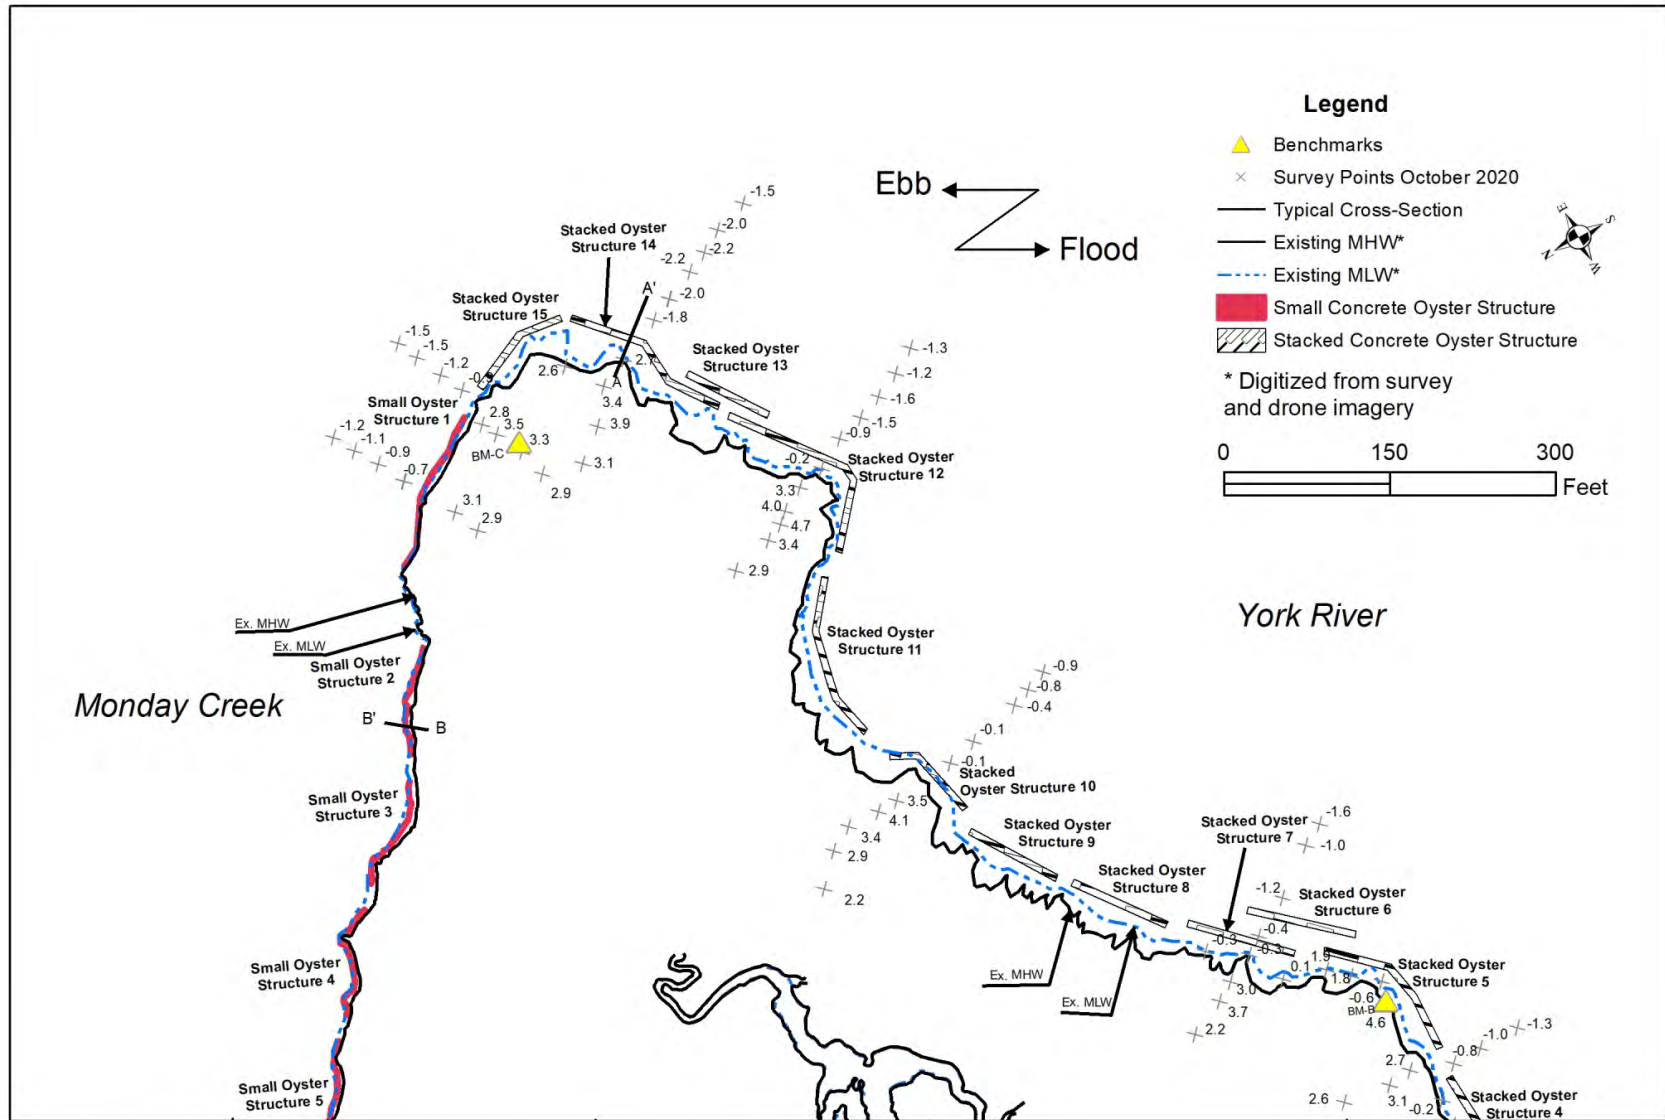 Legend
Benchmarks
Survey Points October 2020
Typical Cross-Section
Existing MHW*
Existing MLW*
Small Concrete Oyster Structure
Stacked Concrete Oyster Structure
* Digitized from survey
and drone imagery
0 150 300
Feet
E
S
N
W
Ebb
Flood
-1.5
-2.0
-2.2
-2.2
-2.0
-1.8
Stacked Oyster
Structure 14
A'
A
Stacked Oyster
Structure 15
-1.5
-1.5
-1.2
-0.9
2.6
2.7
3.4
3.9
3.1
2.9
Stacked Oyster
Structure 13
-1.3
-1.2
-1.6
-1.5
-0.9
-0.2
Small Oyster
Structure 1
2.8
3.5
3.3
BM-C
-1.2
-1.1
-0.9
-0.7
3.1
2.9
Stacked Oyster
Structure 12
3.3
4.0
4.7
3.4
2.9
Ex. MHW
Ex. MLW
Small Oyster
Structure 2
Monday Creek
B'
B
York River
Stacked Oyster
Structure 11
-0.9
-0.8
-0.4
-0.1
-0.1
Stacked
Oyster Structure 10
Small Oyster
Structure 3
3.5
4.1
3.4
2.9
2.2
Stacked Oyster
Structure 9
Stacked Oyster
Structure 8
Stacked Oyster
Structure 7
-1.6
-1.0
-1.2
Stacked Oyster
Structure 6
-0.4
-0.3
-0.3
0.1
1.9
1.8
-0.6
BM-B
4.6
Stacked Oyster
Structure 5
Ex. MHW
Ex. MLW
3.0
3.7
2.2
Small Oyster
Structure 4
-1.3
-1.0
-0.8
2.7
3.1
-0.2
2.6
Small Oyster
Structure 5
Stacked Oyster
Structure 4